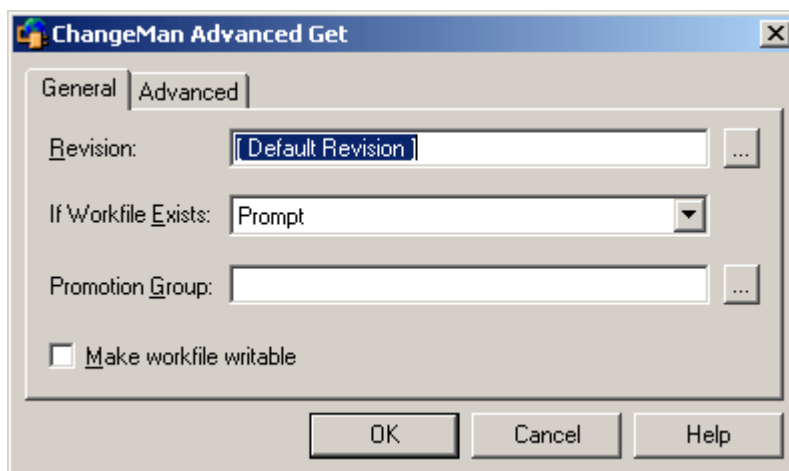 ChangeMan Advanced Get
General Advanced
Revision: [ Default Revision ] ...
If Workfile Exists: Prompt
Promotion Group: ...
Make workfile writable
OK Cancel Help